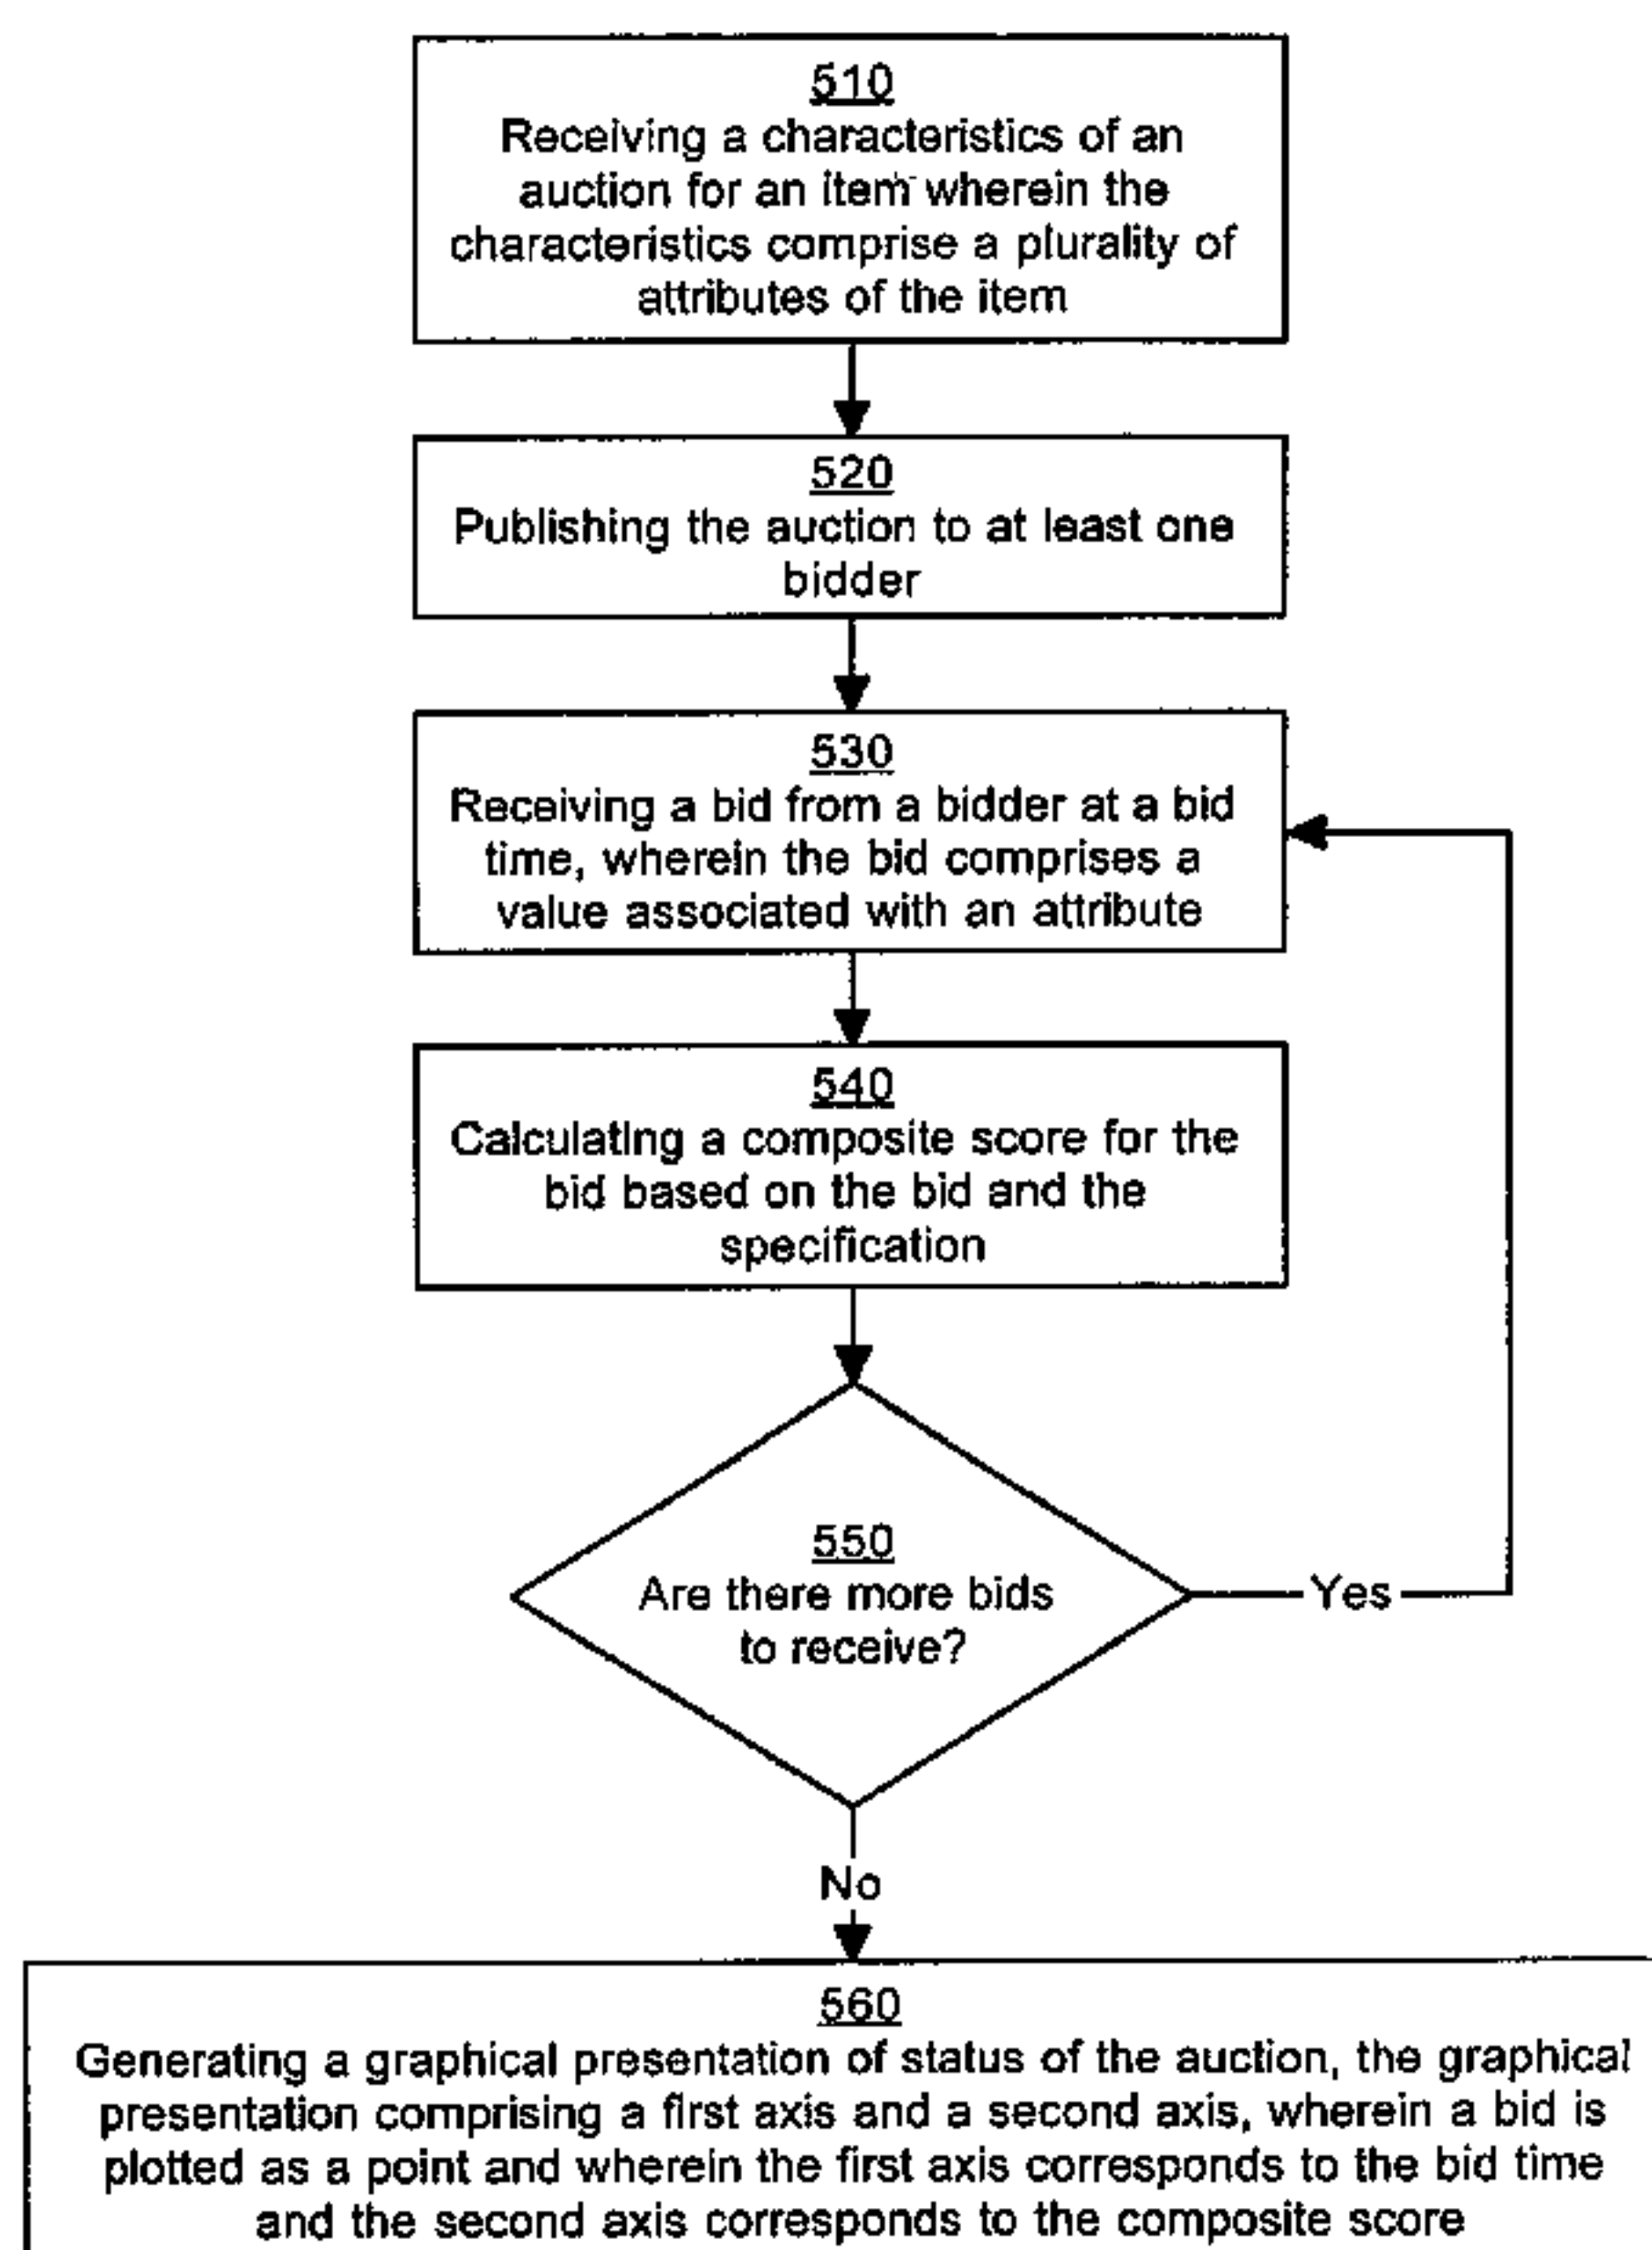 510
Receiving a characteristics of an
auction for an item wherein the
characteristics comprise a plurality of
attributes of the item
520
Publishing the auction to at least one
bidder
530
Receiving a bid from a bidder at a bid
time, wherein the bid comprises a
value associated with an attribute
540
Calculating a composite score for the
bid based on the bid and the
specification
550
Are there more bids
to receive?
Yes
No
560
Generating a graphical presentation of status of the auction, the graphical
presentation comprising a first axis and a second axis, wherein a bid is
plotted as a point and wherein the first axis corresponds to the bid time
and the second axis corresponds to the composite score